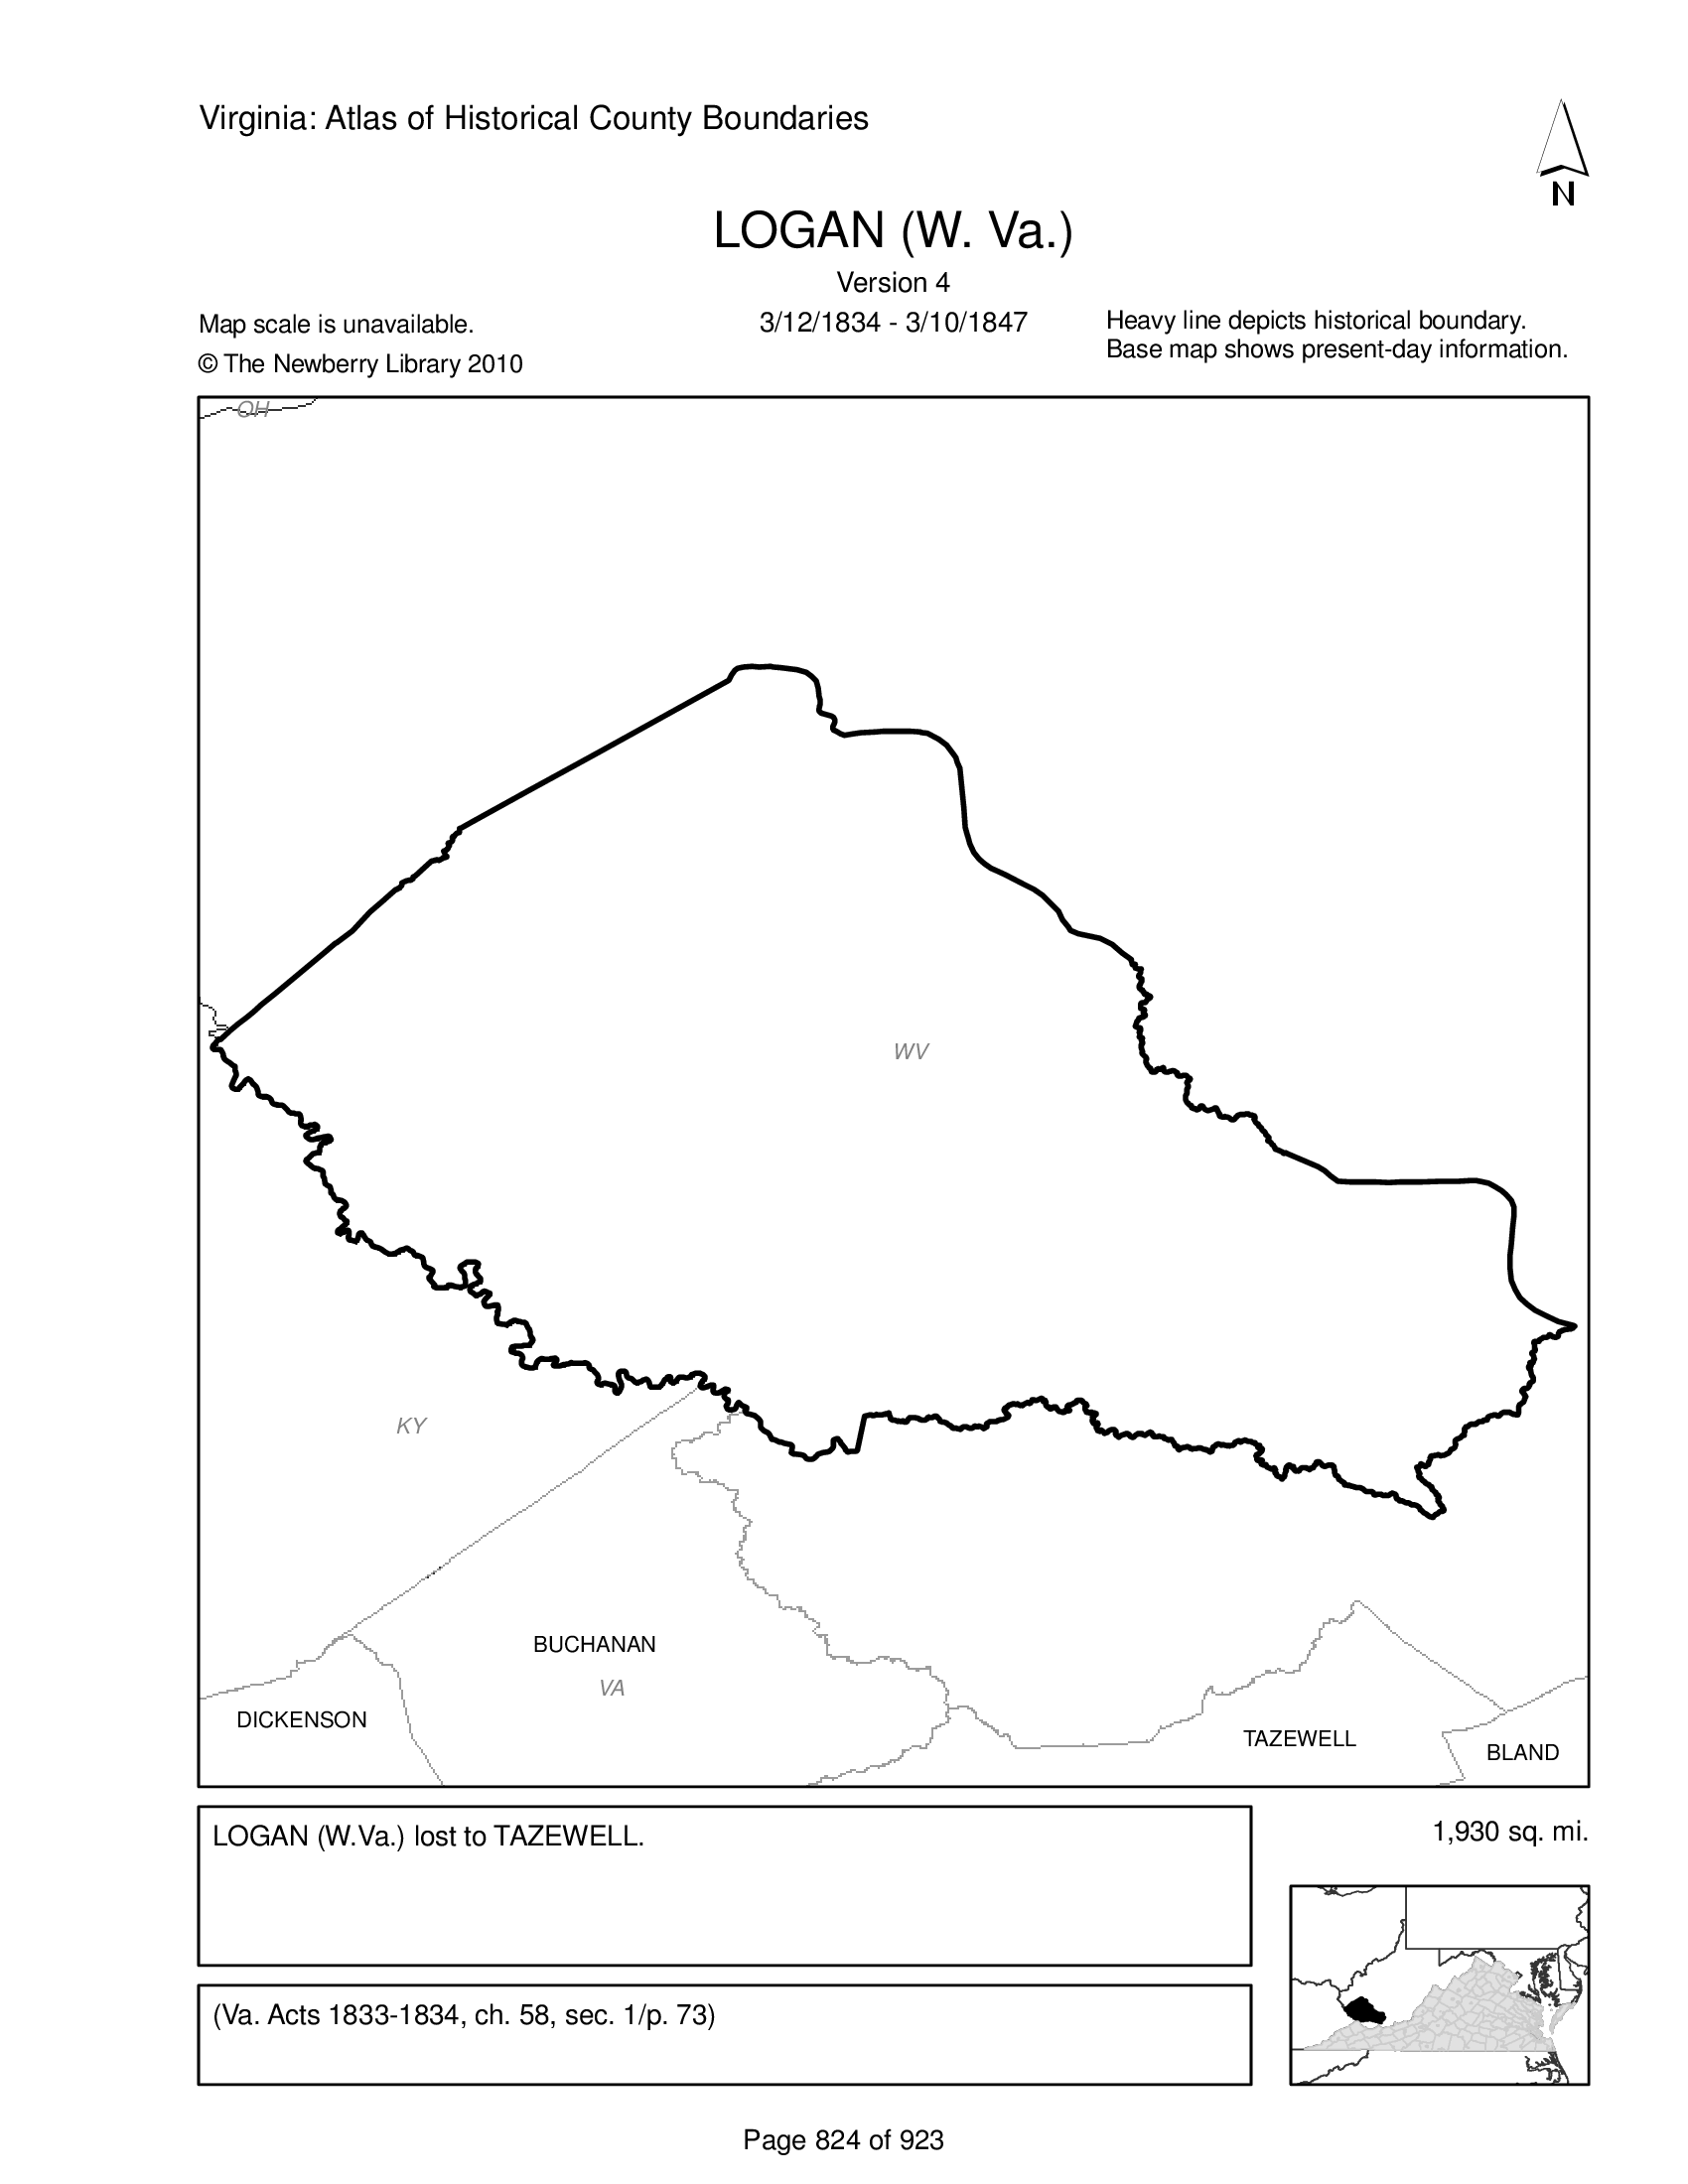 Virginia: Atlas of Historical County Boundaries
N
LOGAN (W. Va.)
Version 4
3/12/1834 - 3/10/1847
Map scale is unavailable.
© The Newberry Library 2010
Heavy line depicts historical boundary.
Base map shows present-day information.
OH
WV
KY
BUCHANAN
VA
DICKENSON
TAZEWELL
BLAND
LOGAN (W.Va.) lost to TAZEWELL.
1,930 sq. mi.
(Va. Acts 1833-1834, ch. 58, sec. 1/p. 73)
Page 824 of 923